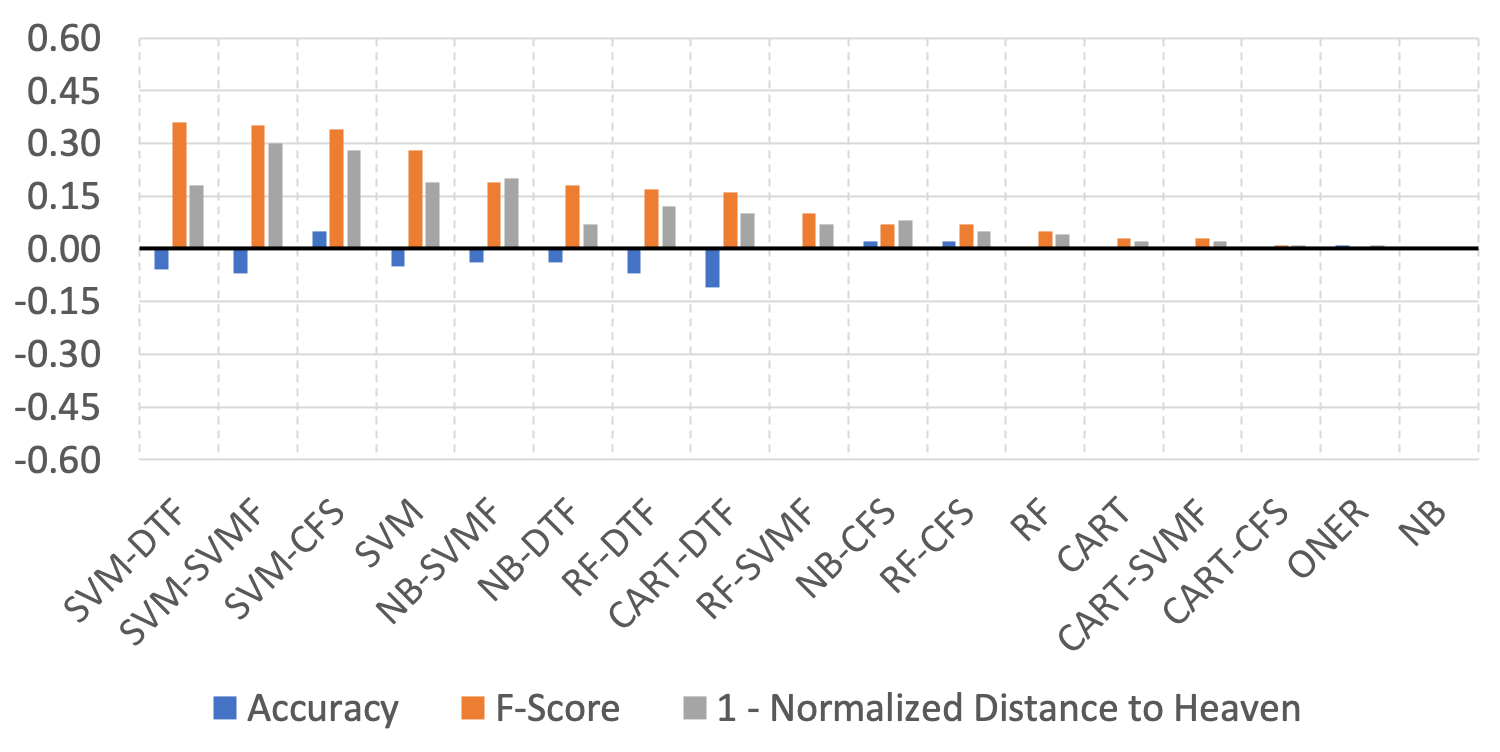 0.60
0.45
0.30
0.15
0.00
-0.15
-0.30
-0.45
-0.60
SVM-DTF
SVM-SVMF
SVM-CFS
SVM
NB-SVMF
NB-DTF
RF-DTF
CART-DTF
RF-SVMF
NB-CFS
RF-CFS
RF
CART
CART-SVMF
CART-CFS
ONER
NB
Accuracy
F-Score
1 - Normalized Distance to Heaven